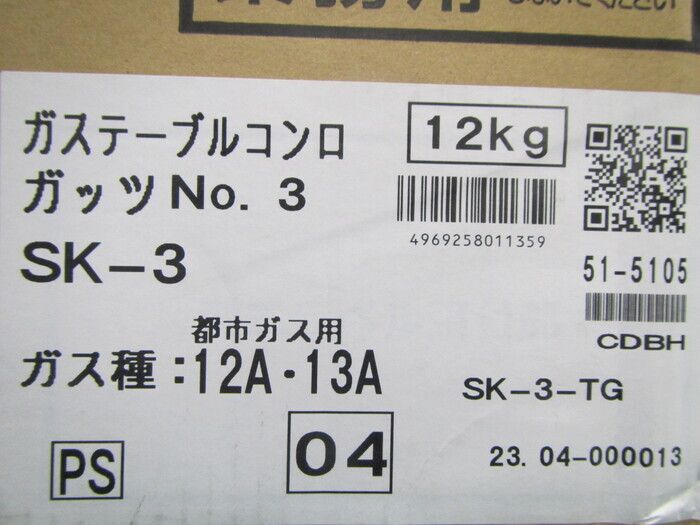 ガステーブルコンロ
12kg
ガッツNo. 3
4969258011359
SK-3
51-5105
CDBH
都市ガス用
ガス種:12A・13A
SK-3-TG
PS
04
23. 04-000013